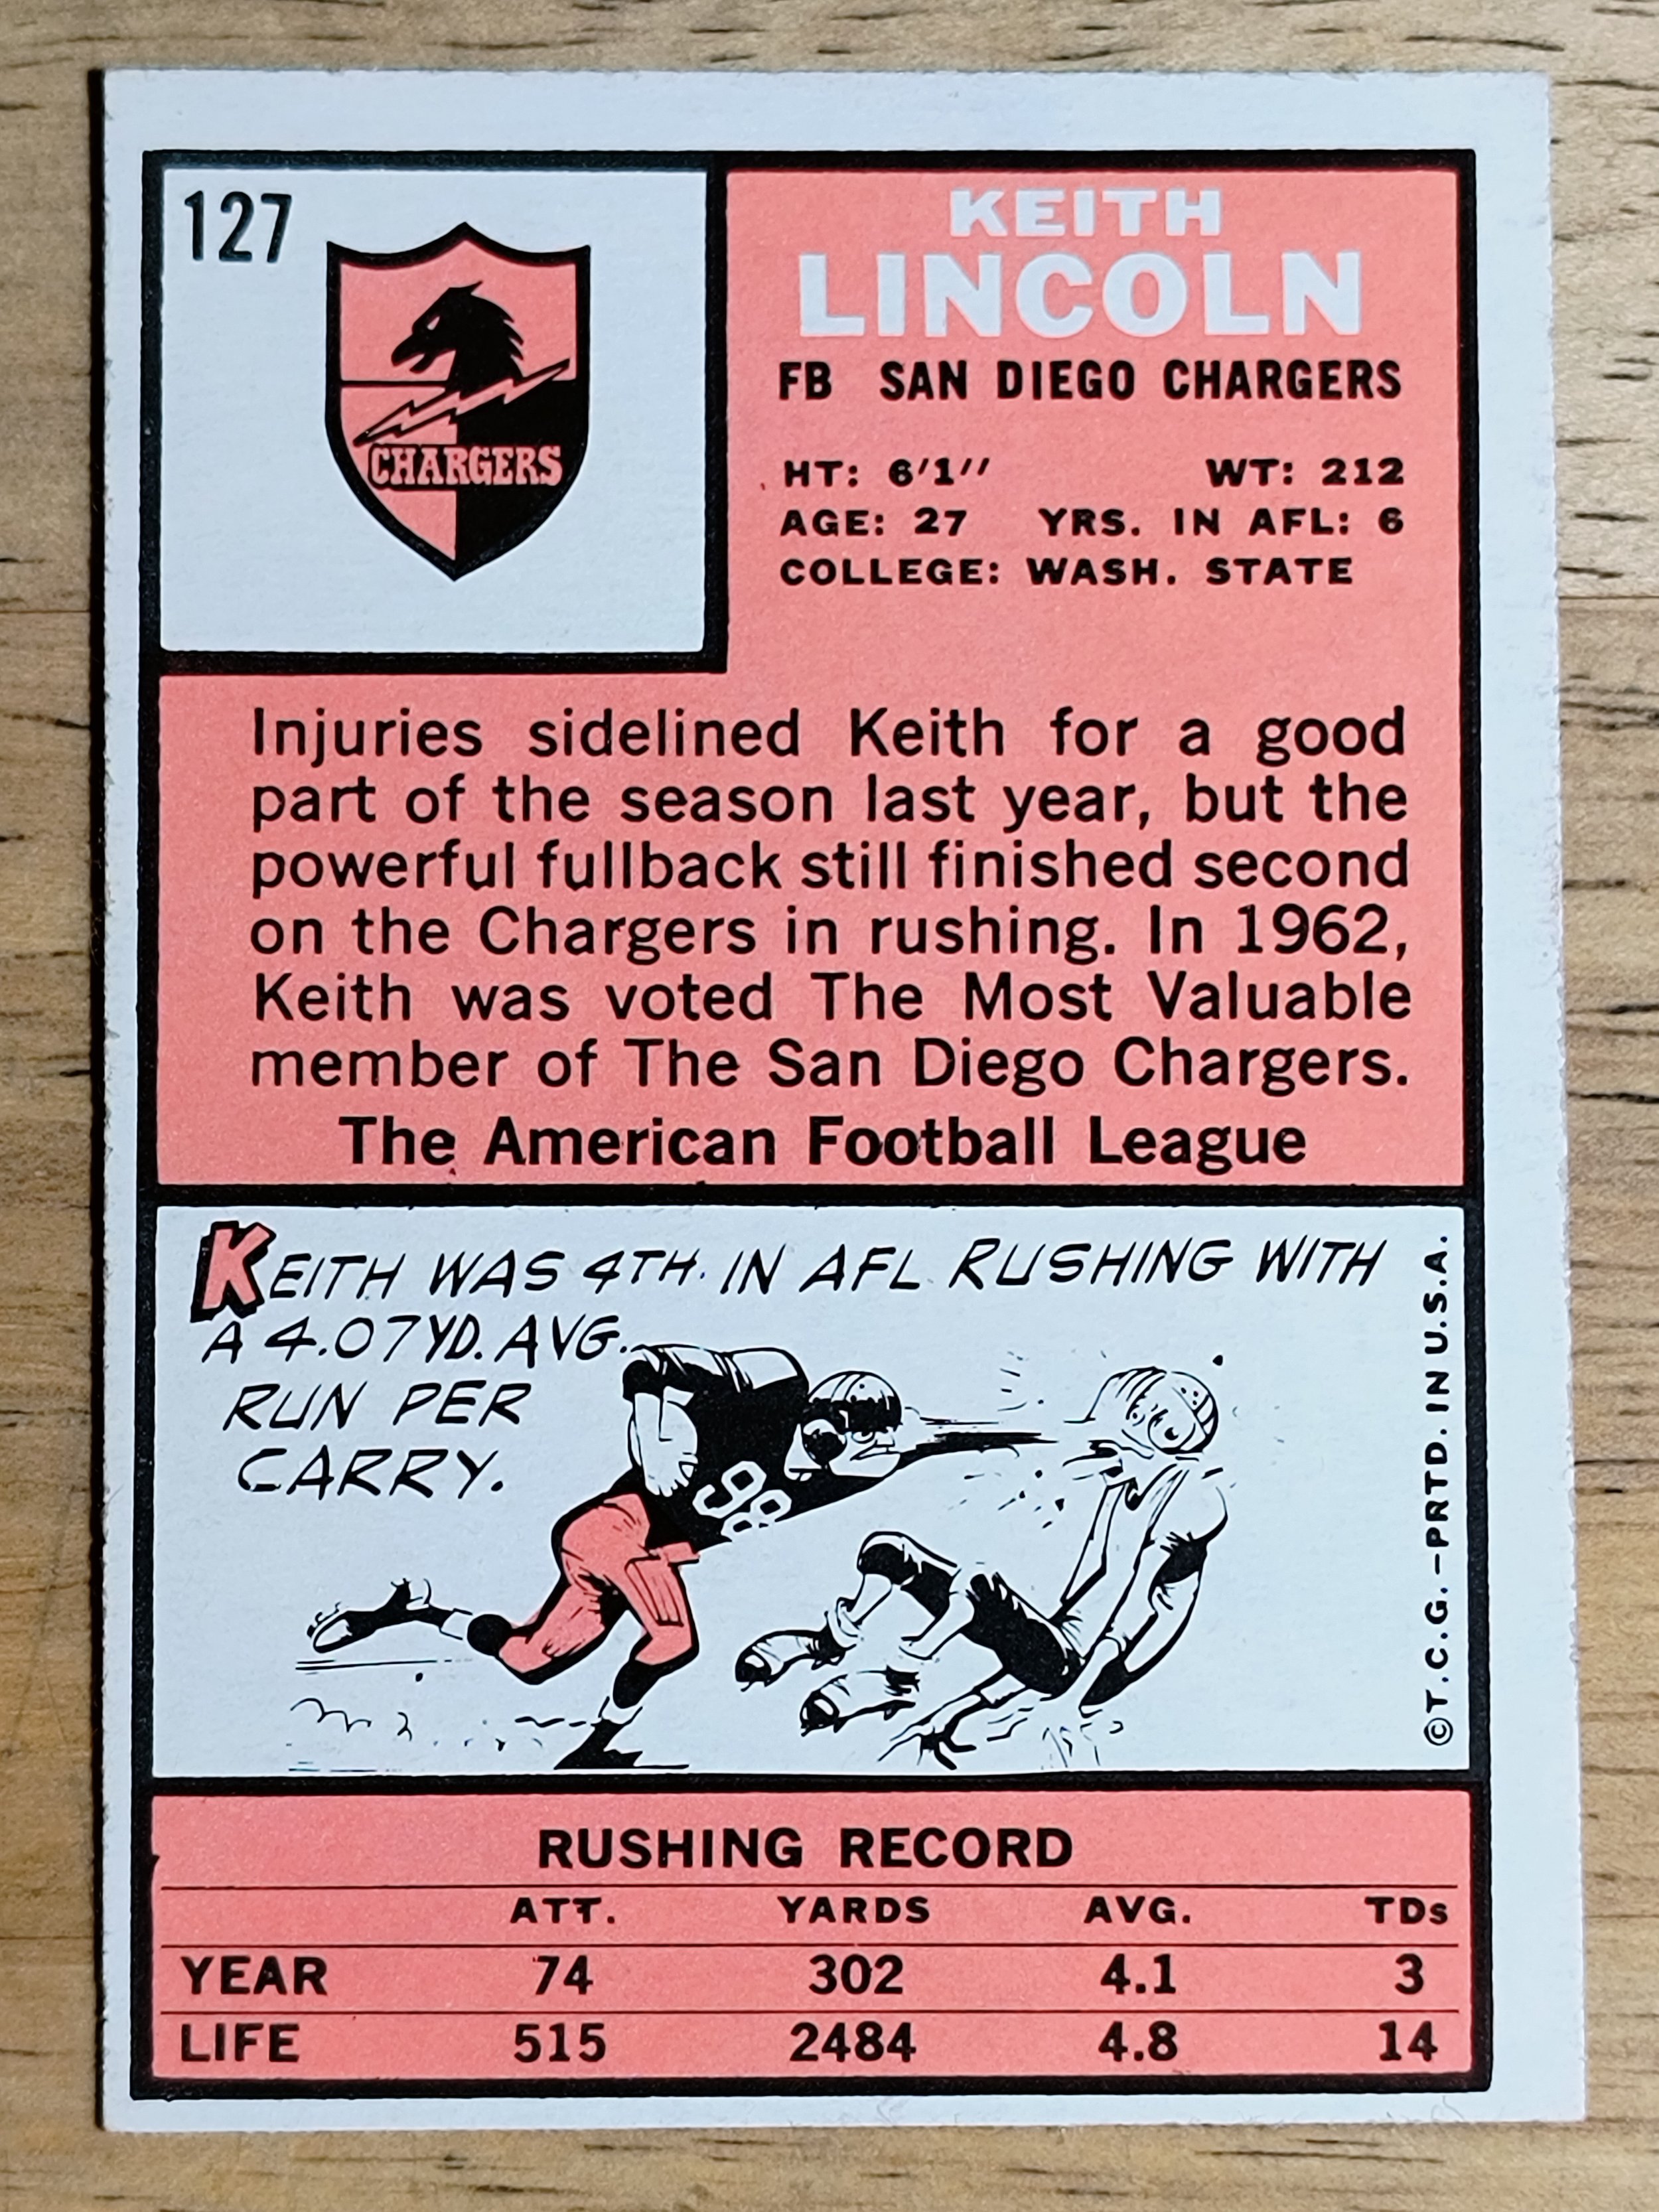 127
CHARGERS
KEITH
LINCOLN
FB SAN DIEGO CHARGERS
HT: 6'1" WT: 212
AGE: 27 YRS. IN AFL: 6
COLLEGE: WASH. STATE
Injuries sidelined Keith for a good
part of the season last year, but the
powerful fullback still finished second
on the Chargers in rushing. In 1962,
Keith was voted The Most Valuable
member of The San Diego Chargers.
The American Football League
KEITH WAS 4TH. IN AFL RUSHING WITH
A 4.07 YD. AVG.
RUN PER
CARRY.
98
©T.C.G.–PRTD. IN U.S.A.
RUSHING RECORD
ATT. YARDS AVG. TDs
YEAR 74 302 4.1 3
LIFE 515 2484 4.8 14